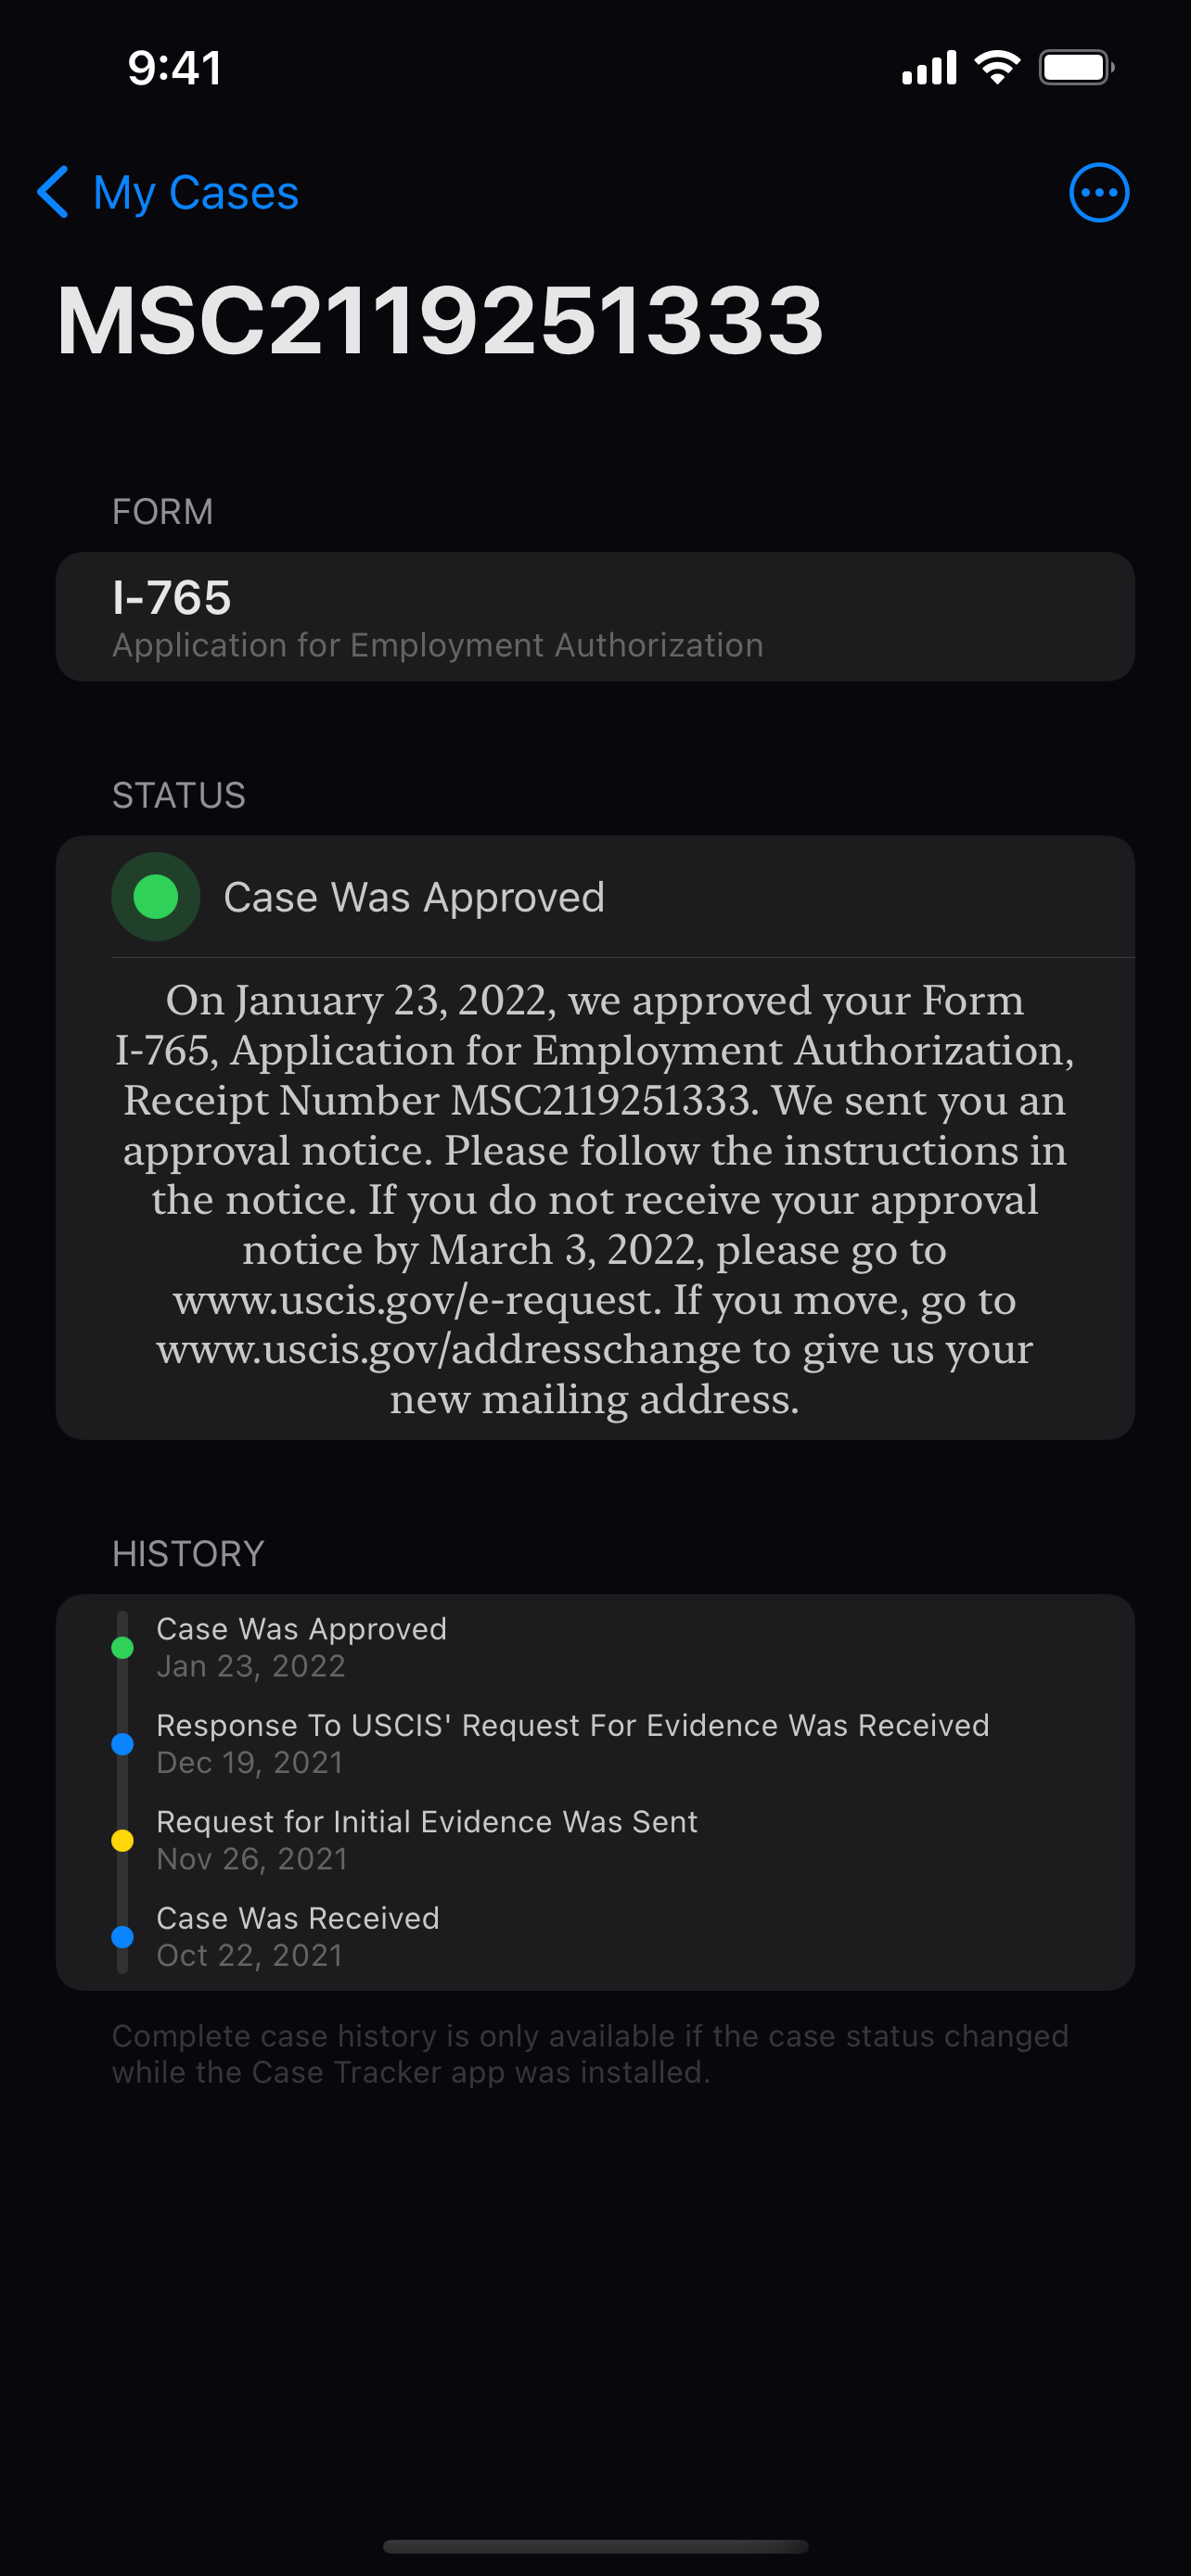 9:41
My Cases
MSC2119251333
FORM
I-765
Application for Employment Authorization
STATUS
Case Was Approved
On January 23, 2022, we approved your Form
I-765, Application for Employment Authorization,
Receipt Number MSC2119251333. We sent you an
approval notice. Please follow the instructions in
the notice. If you do not receive your approval
notice by March 3, 2022, please go to
www.uscis.gov/e-request. If you move, go to
www.uscis.gov/addresschange to give us your
new mailing address.
HISTORY
Case Was Approved
Jan 23, 2022
Response To USCIS' Request For Evidence Was Received
Dec 19, 2021
Request for Initial Evidence Was Sent
Nov 26, 2021
Case Was Received
Oct 22, 2021
Complete case history is only available if the case status changed
while the Case Tracker app was installed.